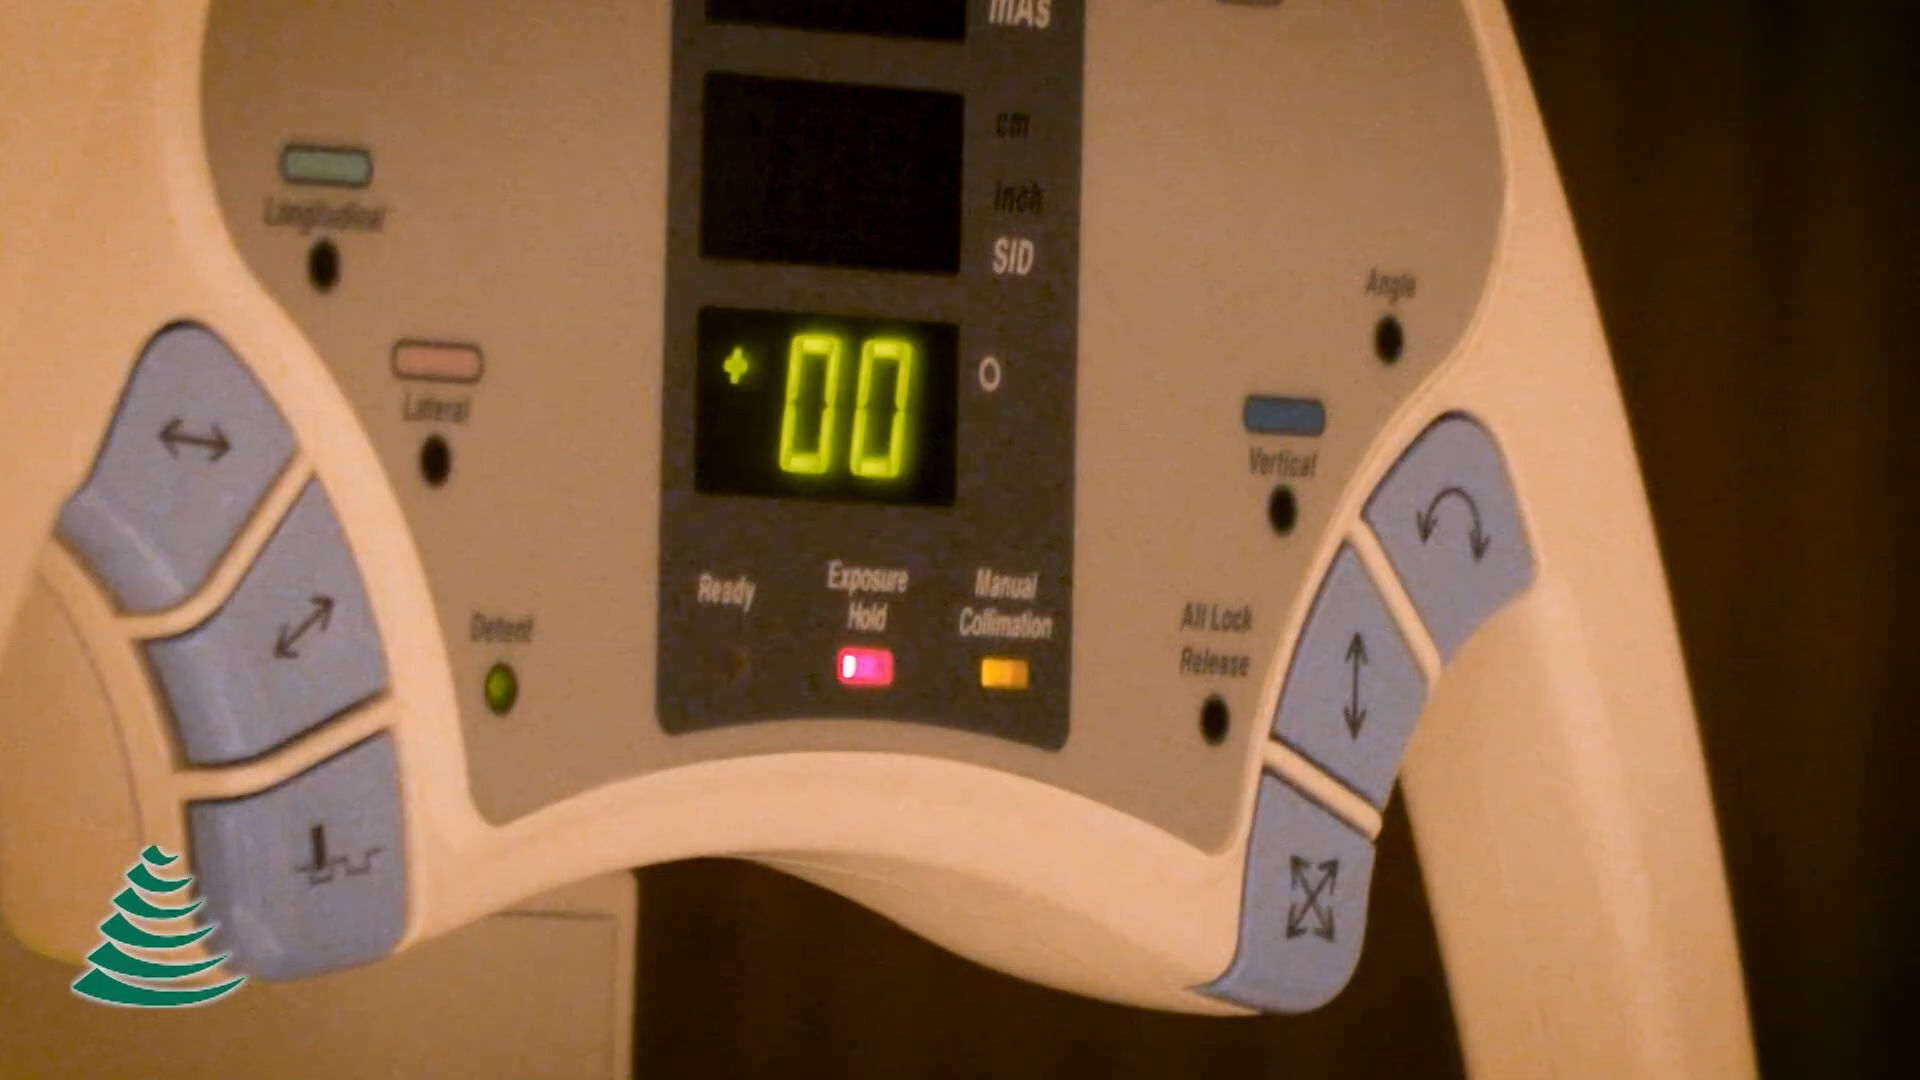 mAs
cm
inch
SID
Longitudinal
Angle
Lateral
+00
O
Vertical
Ready
Exposure
Hold
Manual
Collimation
Detent
All Lock
Release